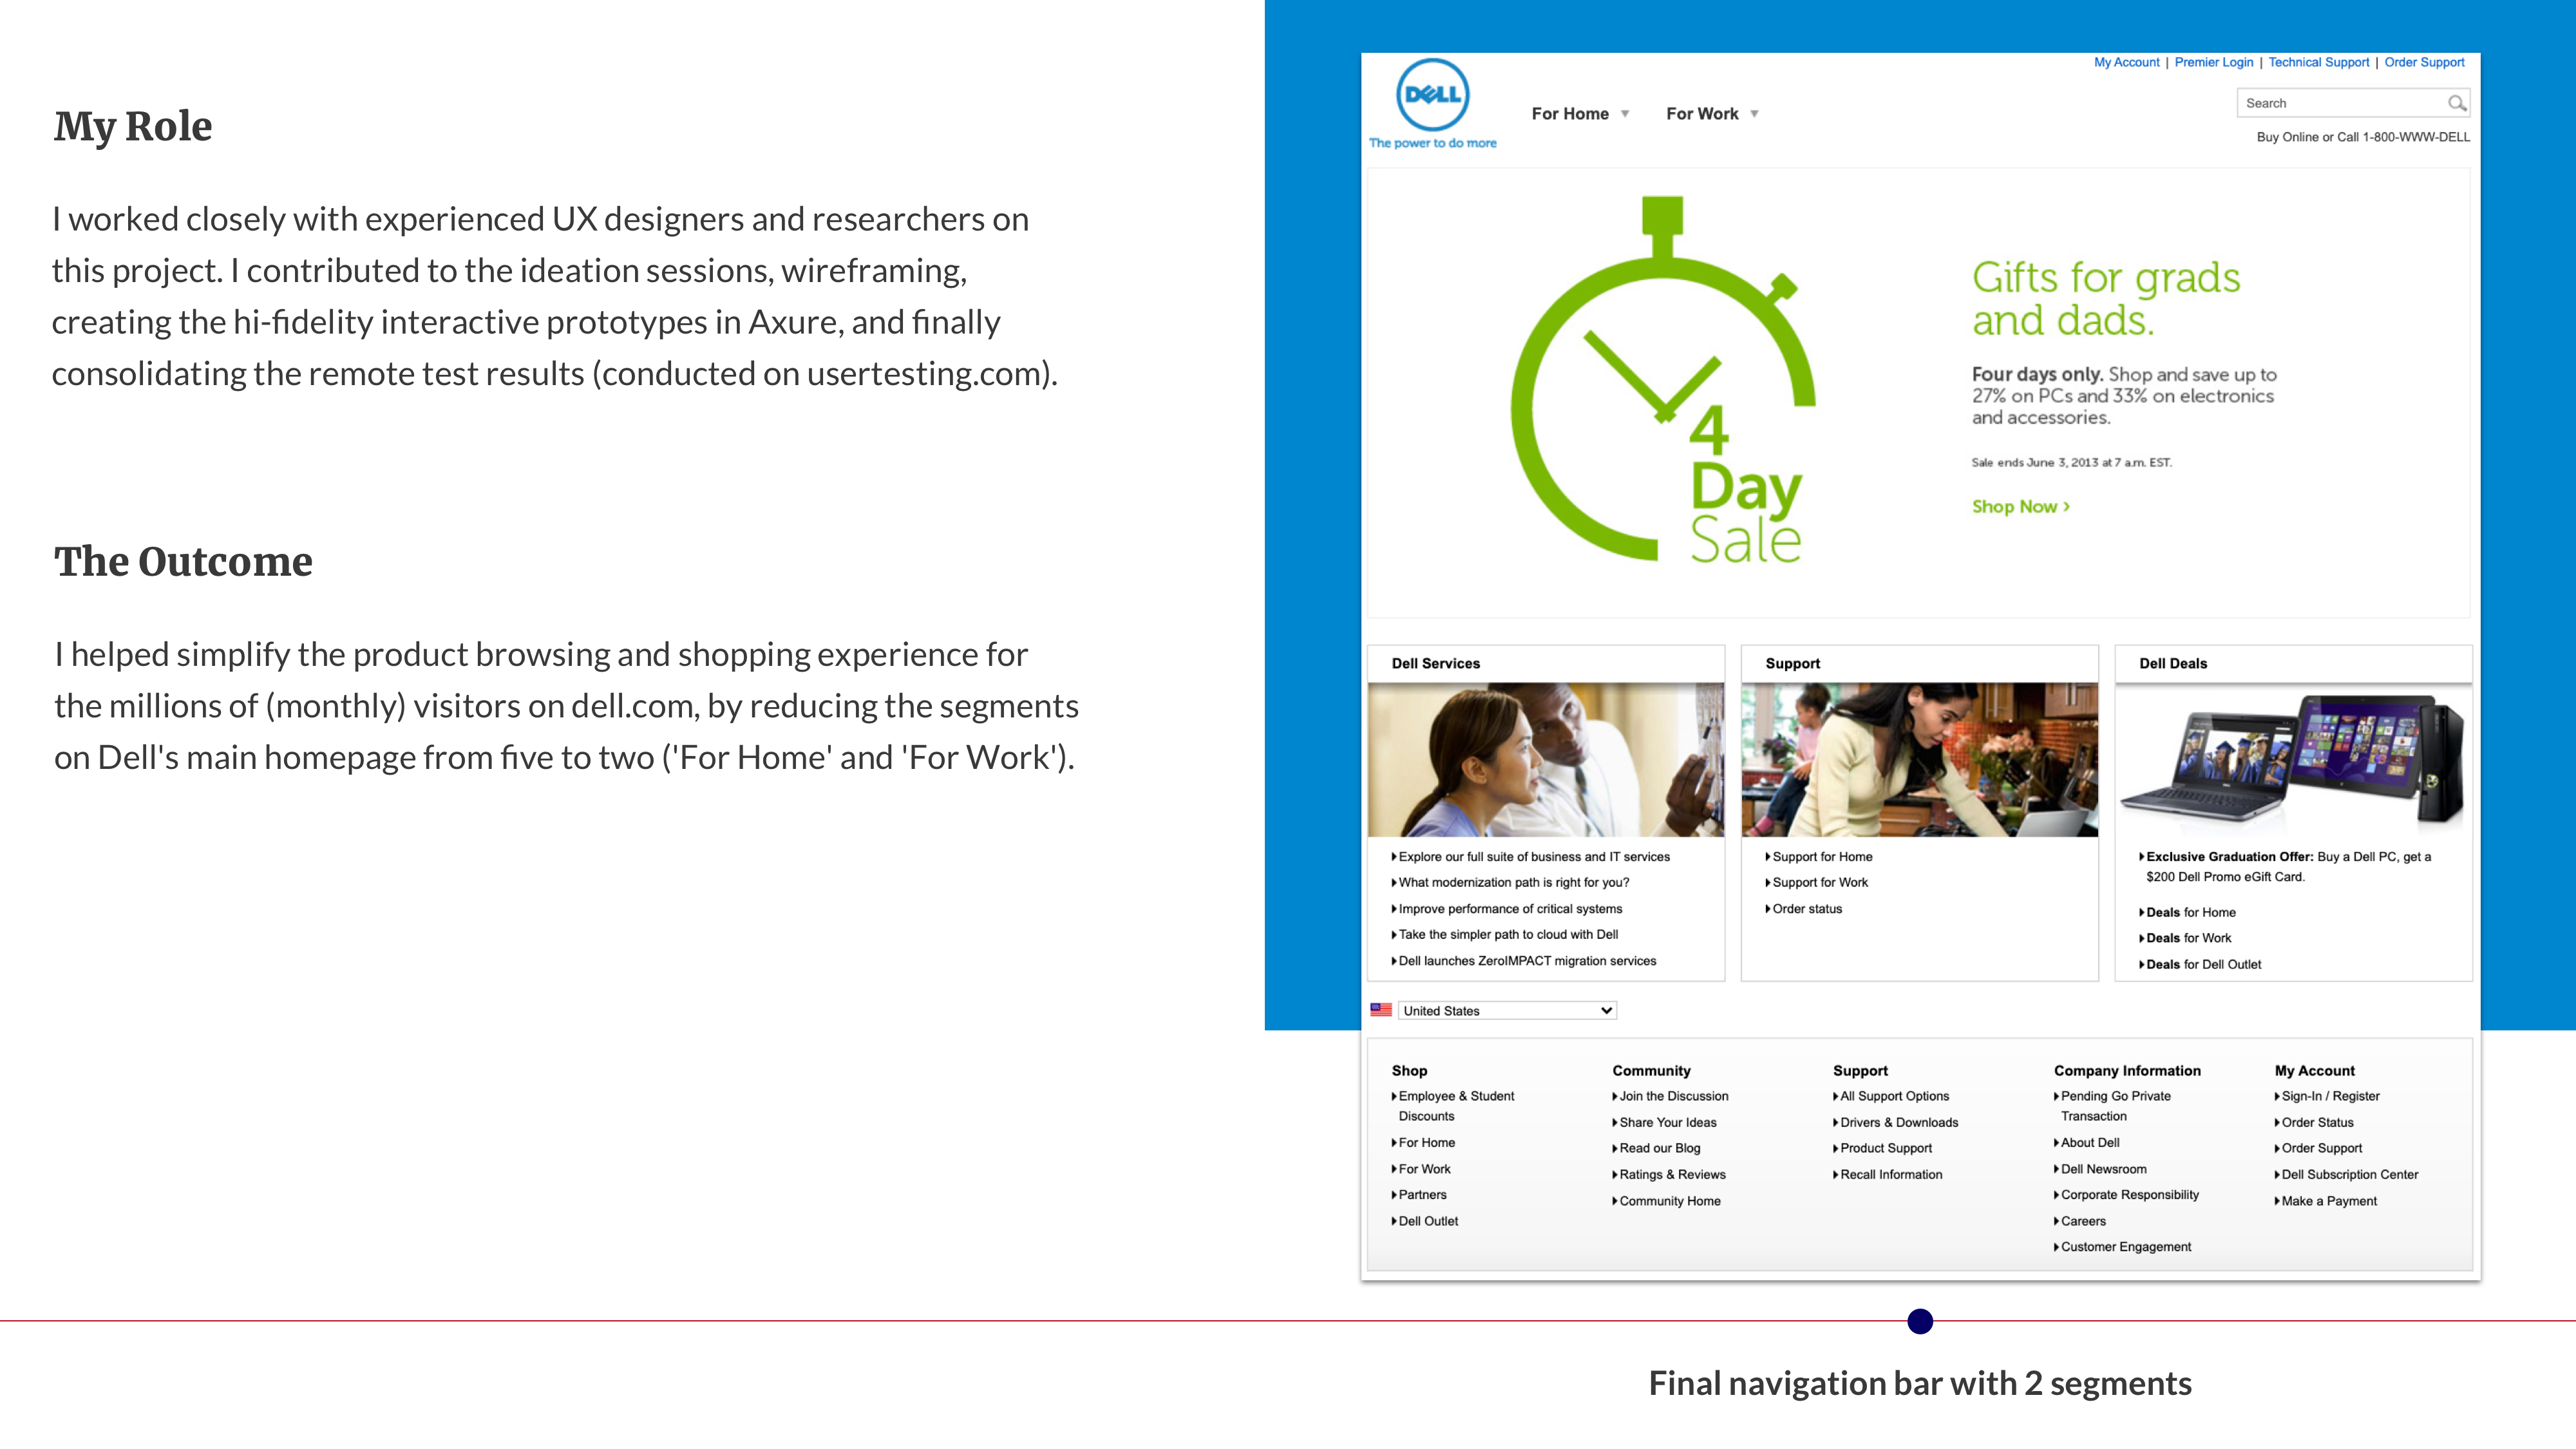 My Role
I worked closely with experienced UX designers and researchers on
this project. I contributed to the ideation sessions, wireframing,
creating the hi-fidelity interactive prototypes in Axure, and finally
consolidating the remote test results (conducted on usertesting.com).
The Outcome
I helped simplify the product browsing and shopping experience for
the millions of (monthly) visitors on dell.com, by reducing the segments
on Dell's main homepage from five to two ('For Home' and 'For Work').
My Account | Premier Login | Technical Support | Order Support
DELL
The power to do more
For Home
For Work
Search
Buy Online or Call 1-800-WWW-DELL
4
Day
Sale
Gifts for grads
and dads.
Four days only. Shop and save up to
27% on PCs and 33% on electronics
and accessories.
Sale ends June 3, 2013 at 7 a.m. EST.
Shop Now >
Dell Services
Explore our full suite of business and IT services
What modernization path is right for you?
Improve performance of critical systems
Take the simpler path to cloud with Dell
Dell launches ZeroIMPACT migration services
Support
Support for Home
Support for Work
Order status
Dell Deals
Exclusive Graduation Offer: Buy a Dell PC, get a
$200 Dell Promo eGift Card.
Deals for Home
Deals for Work
Deals for Dell Outlet
United States
Shop
Employee & Student
Discounts
For Home
For Work
Partners
Dell Outlet
Community
Join the Discussion
Share Your Ideas
Read our Blog
Ratings & Reviews
Community Home
Support
All Support Options
Drivers & Downloads
Product Support
Recall Information
Company Information
Pending Go Private
Transaction
About Dell
Dell Newsroom
Corporate Responsibility
Careers
Customer Engagement
My Account
Sign-In / Register
Order Status
Order Support
Dell Subscription Center
Make a Payment
Final navigation bar with 2 segments